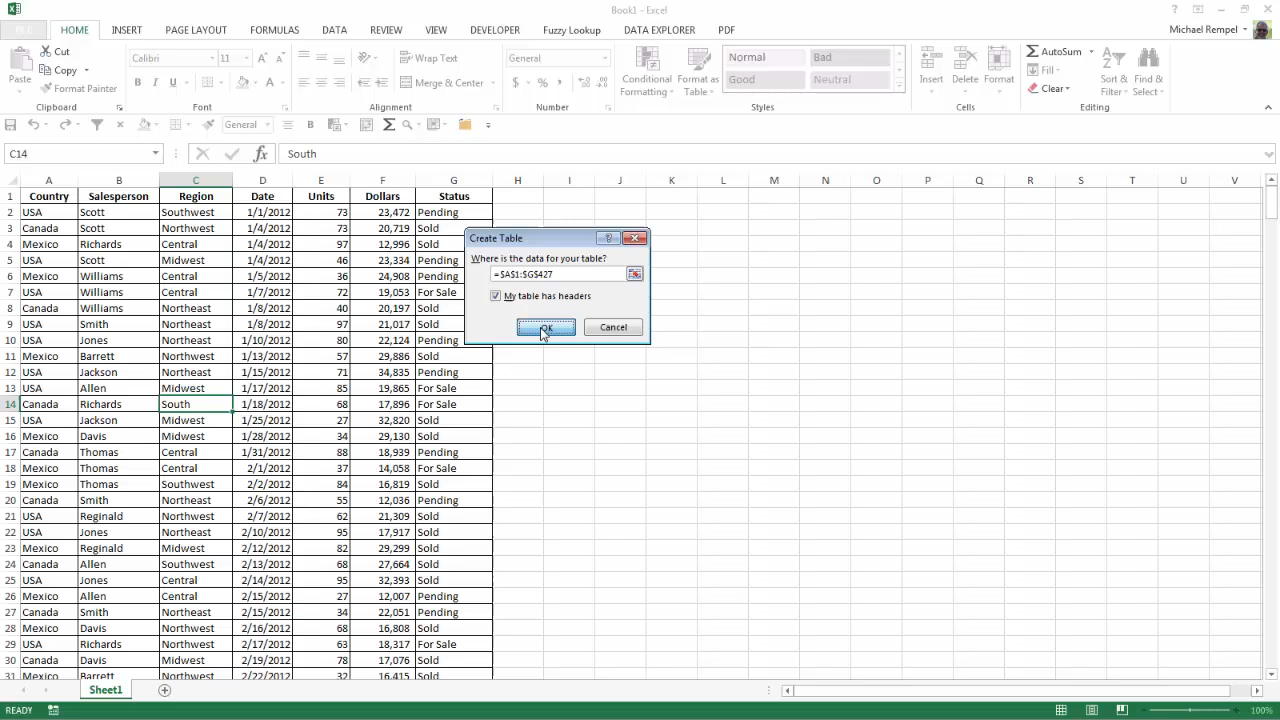 Book1 - Excel
HOME INSERT PAGE LAYOUT FORMULAS DATA REVIEW VIEW DEVELOPER Fuzzy Lookup DATA EXPLORER PDF Michael Rempel
Paste
Cut
Copy
Format Painter
Clipboard
Calibri 11
B I U
Font
Wrap Text
Merge & Center
Alignment
General
$ % ,
Number
Conditional Formatting
Format as Table
Normal Bad
Good Neutral
Styles
Insert Delete Format
Cells
AutoSum
Fill
Clear
Sort & Filter
Find & Select
Editing
General B
C14 fx South
A B C D E F G H I J K L M N O P Q R S T U V
1 Country Salesperson Region Date Units Dollars Status
2 USA Scott Southwest 1/1/2012 73 23,472 Pending
3 Canada Scott Northwest 1/4/2012 73 20,719 Sold
4 Mexico Richards Central 1/4/2012 97 12,996 Sold
5 USA Scott Midwest 1/4/2012 46 23,334 Pending
6 Mexico Williams Central 1/5/2012 36 24,908 Pending
7 USA Williams Central 1/7/2012 72 19,053 For Sale
8 Canada Williams Northwest 1/8/2012 40 20,197 Sold
9 USA Smith Northeast 1/8/2012 97 21,017 Sold
10 USA Jones Northeast 1/10/2012 80 22,124 Pending
11 Mexico Barrett Northwest 1/13/2012 57 29,886 Sold
12 USA Jackson Northeast 1/15/2012 71 34,835 Pending
13 USA Allen Midwest 1/17/2012 85 19,865 For Sale
14 Canada Richards South 1/18/2012 68 17,896 For Sale
15 USA Jackson Midwest 1/25/2012 27 32,820 Sold
16 Mexico Davis Midwest 1/28/2012 34 29,130 Sold
17 Canada Thomas Central 1/31/2012 88 18,939 Pending
18 Mexico Thomas Central 2/1/2012 37 14,058 For Sale
19 Mexico Thomas Southwest 2/2/2012 84 16,819 Sold
20 Canada Smith Northeast 2/6/2012 55 12,036 Pending
21 USA Reginald Northwest 2/7/2012 62 21,309 Sold
22 USA Jones Northeast 2/10/2012 95 17,917 Sold
23 Mexico Reginald Midwest 2/12/2012 82 29,299 Sold
24 Canada Allen Southwest 2/13/2012 68 27,664 Sold
25 USA Jones Central 2/14/2012 95 32,393 Sold
26 Mexico Allen Central 2/15/2012 27 12,007 Pending
27 Canada Smith Northeast 2/15/2012 34 22,051 Pending
28 Mexico Davis Northwest 2/16/2012 68 16,808 Sold
29 USA Richards Northwest 2/17/2012 63 18,317 For Sale
30 Canada Davis Midwest 2/19/2012 78 17,076 Sold
31 Mexico Barrett Northwest 2/22/2012 32 16,415 Sold
Create Table
Where is the data for your table?
=$A$1:$G$427
My table has headers
OK Cancel
Sheet1
READY 100%